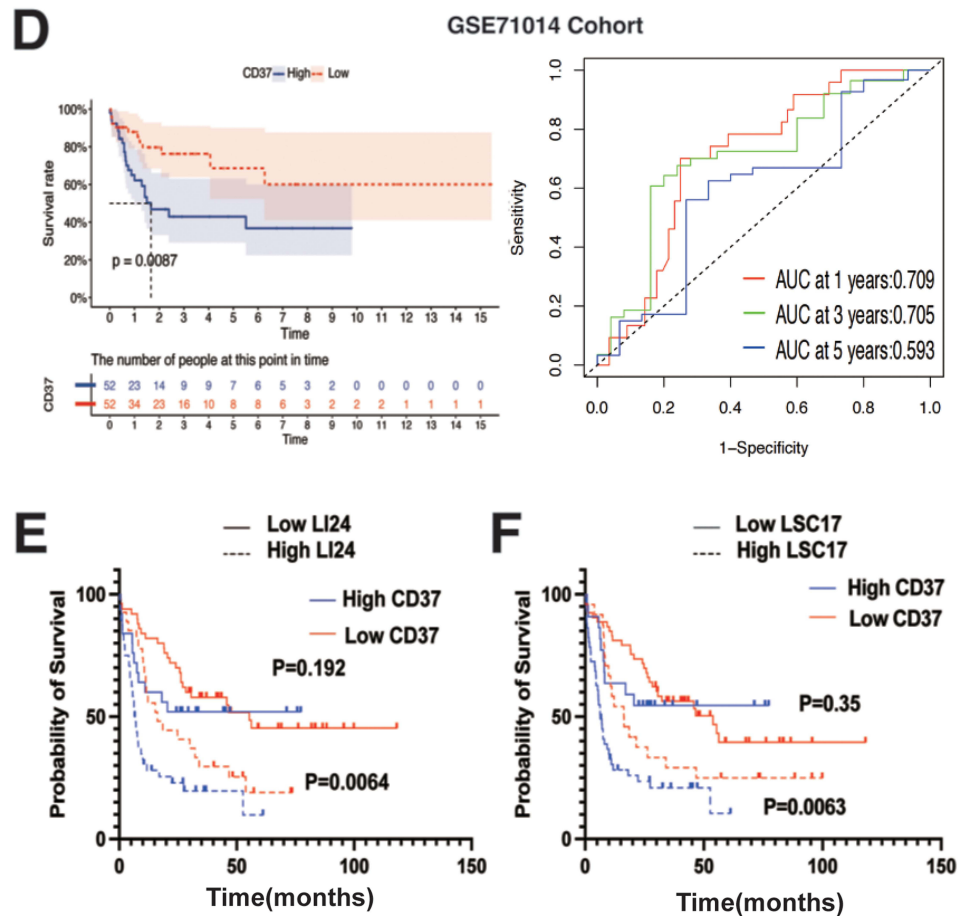 D
GSE71014 Cohort
CD37 High Low
100%
80%
60%
40%
20%
0%
Survival rate
p = 0.0087
0 1 2 3 4 5 6 7 8 9 10 11 12 13 14 15
Time
The number of people at this point in time
CD37
52 23 14 9 9 7 6 5 3 2 0 0 0 0 0 0
52 34 23 16 10 8 8 6 3 2 2 2 1 1 1 1
0 1 2 3 4 5 6 7 8 9 10 11 12 13 14 15
Time
1.0
0.8
0.6
0.4
0.2
0.0
Sensitivity
AUC at 1 years:0.709
AUC at 3 years:0.705
AUC at 5 years:0.593
0.0 0.2 0.4 0.6 0.8 1.0
1-Specificity
E
Low LI24
High LI24
High CD37
Low CD37
P=0.192
P=0.0064
100
50
0
Probability of Survival
0 50 100 150
Time(months)
F
Low LSC17
High LSC17
High CD37
Low CD37
P=0.35
P=0.0063
100
50
0
Probability of Survival
0 50 100 150
Time(months)